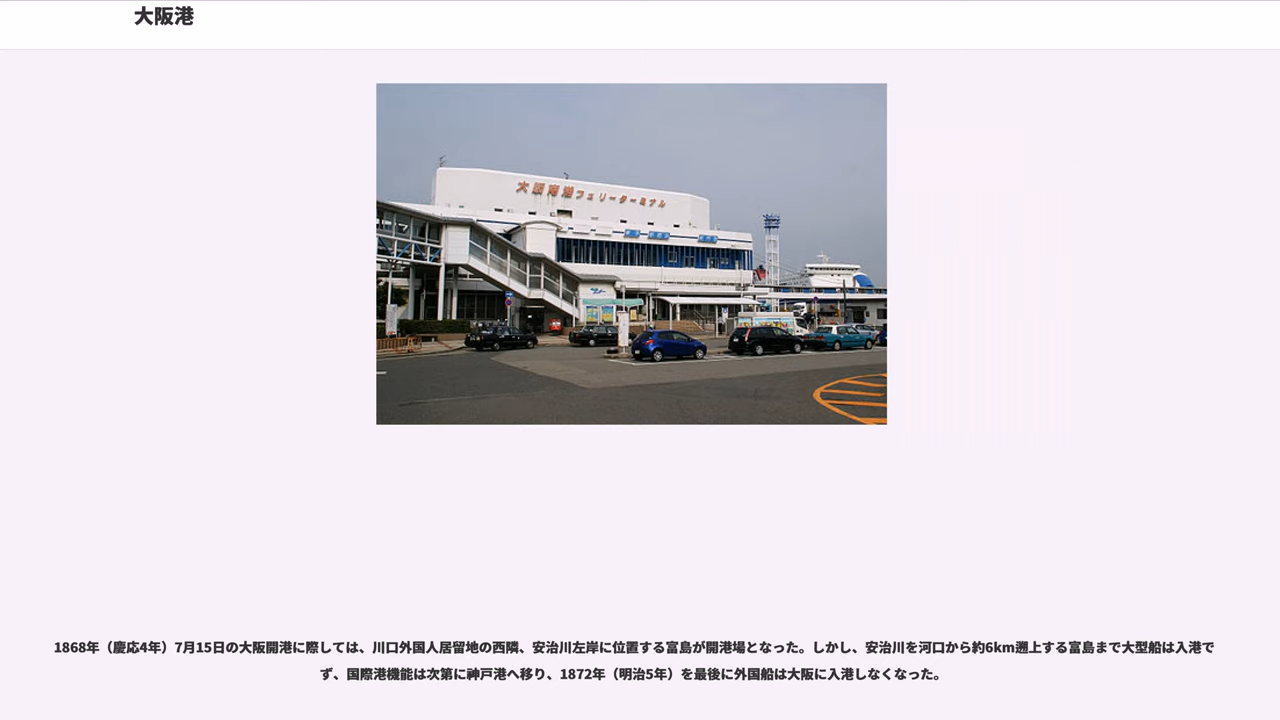 大阪港
大阪南港フェリーターミナル
1868年（慶応4年）7月15日の大阪開港に際しては、川口外国人居留地の西隣、安治川左岸に位置する富島が開港場となった。しかし、安治川を河口から約6km遡上する富島まで大型船は入港で
ず、国際港機能は次第に神戸港へ移り、1872年（明治5年）を最後に外国船は大阪に入港しなくなった。